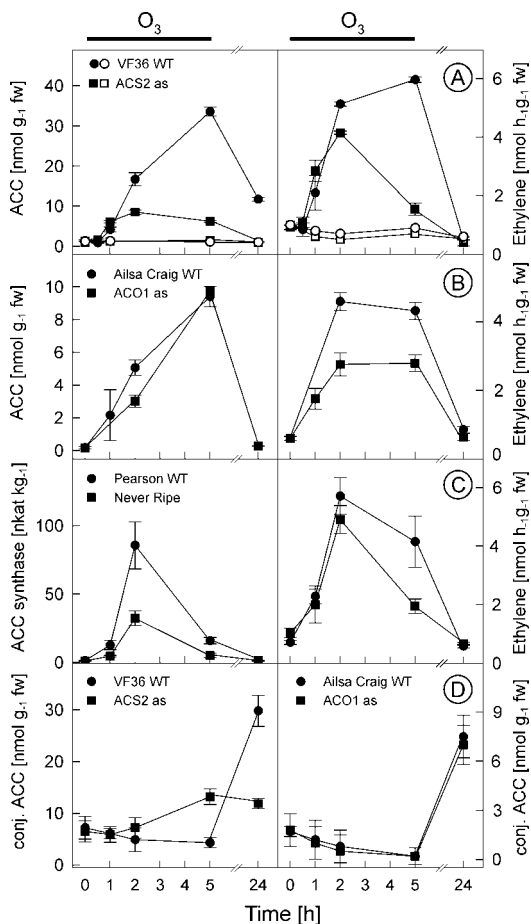 O3 O3
VF36 WT
ACS2 as
A
ACC [nmol g-1 fw]
40
30
20
10
0
Ethylene [nmol h-1g-1 fw]
6
4
2
0
Ailsa Craig WT
ACO1 as
B
ACC [nmol g-1 fw]
10
8
6
4
2
0
Ethylene [nmol h-1g-1 fw]
6
4
2
0
Pearson WT
Never Ripe
C
ACC synthase [nkat kg-1]
100
50
0
Ethylene [nmol h-1g-1 fw]
6
4
2
0
VF36 WT
ACS2 as
Ailsa Craig WT
ACO1 as
D
conj. ACC [nmol g-1 fw]
30
20
10
0
conj. ACC [nmol g-1 fw]
9
6
3
0
0 1 2 3 4 5 24 0 1 2 3 4 5 24
Time [h]